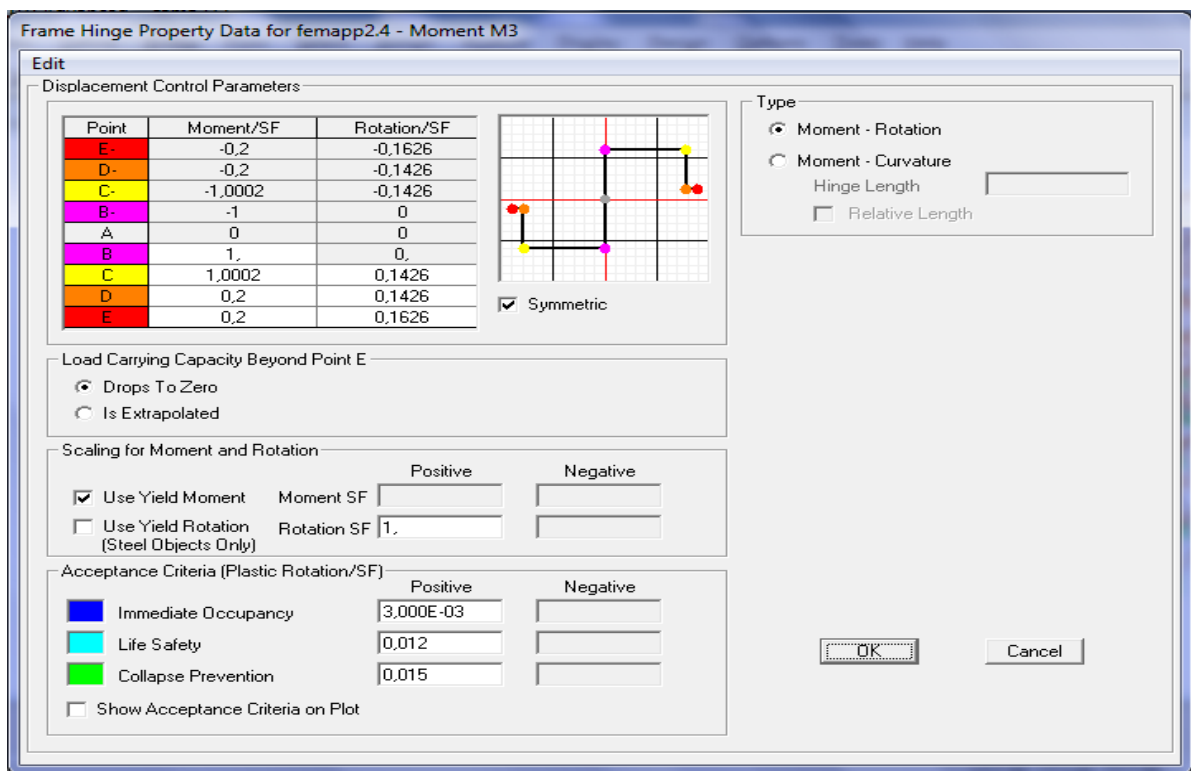 Frame Hinge Property Data for femapp2.4 - Moment M3
Edit
Displacement Control Parameters
Point Moment/SF Rotation/SF
E- -0,2 -0,1626
D- -0,2 -0,1426
C- -1,0002 -0,1426
B- -1 0
A 0 0
B 1, 0,
C 1,0002 0,1426
D 0,2 0,1426
E 0,2 0,1626
Symmetric
Type
Moment - Rotation
Moment - Curvature
Hinge Length
Relative Length
Load Carrying Capacity Beyond Point E
Drops To Zero
Is Extrapolated
Scaling for Moment and Rotation
Positive Negative
Use Yield Moment Moment SF
Use Yield Rotation Rotation SF 1,
(Steel Objects Only)
Acceptance Criteria (Plastic Rotation/SF)
Positive Negative
Immediate Occupancy 3,000E-03
Life Safety 0,012
Collapse Prevention 0,015
Show Acceptance Criteria on Plot
OK Cancel